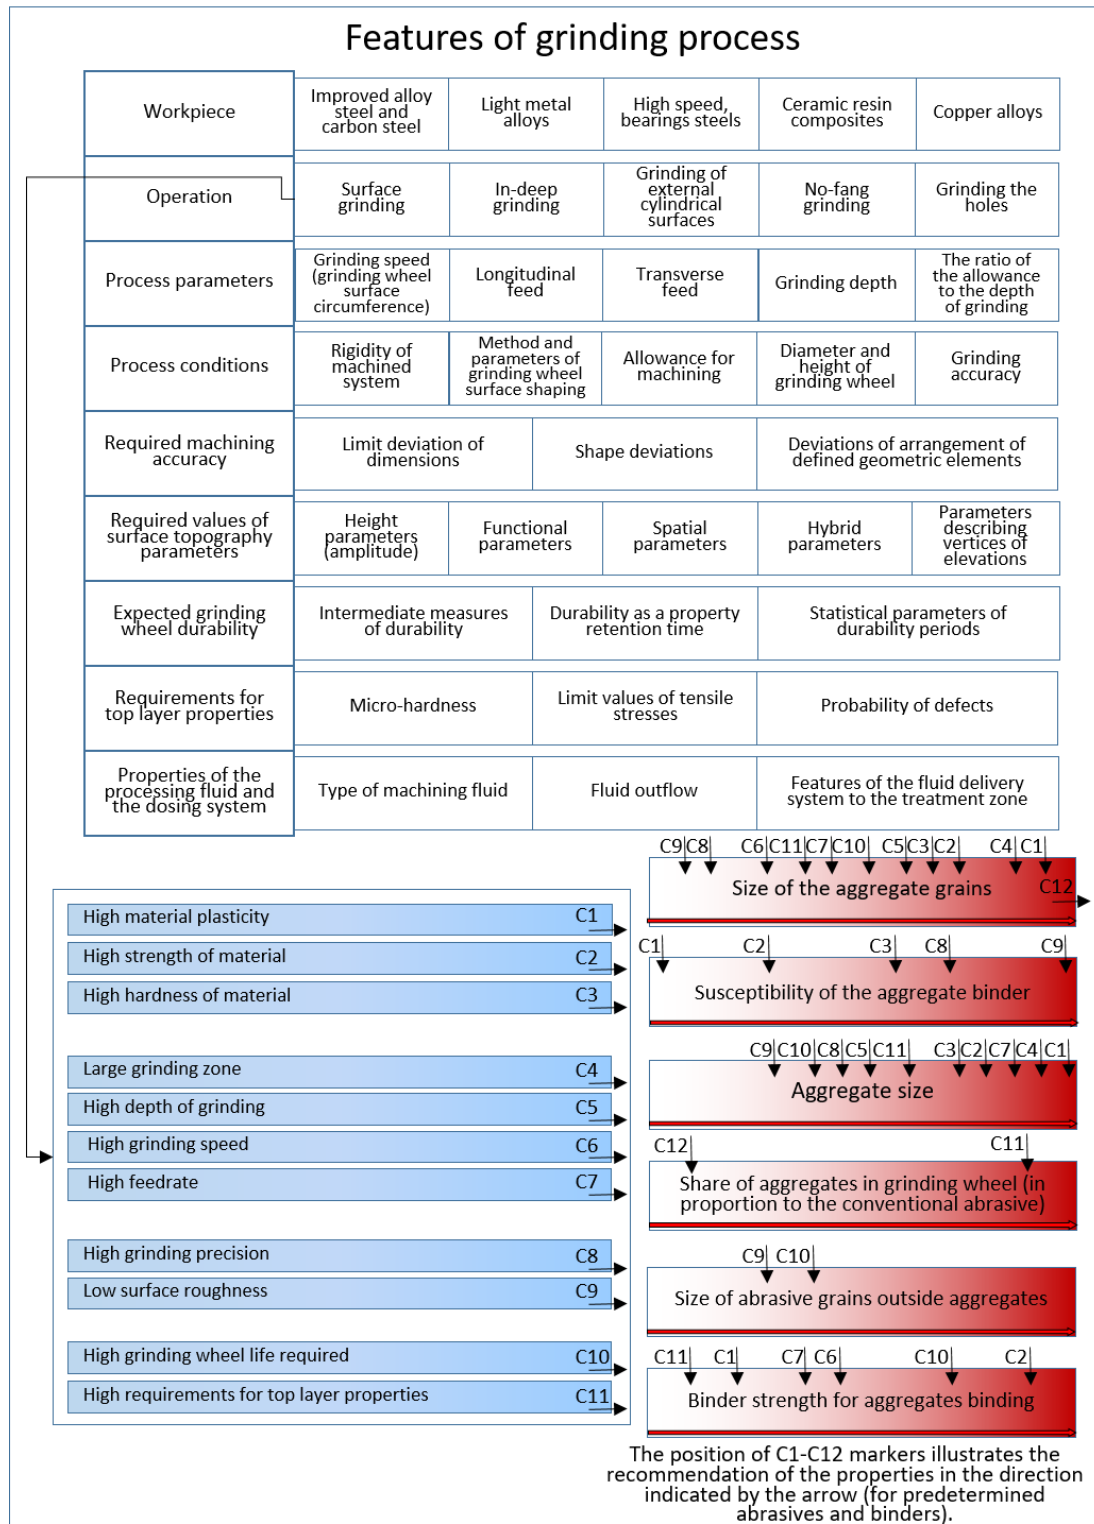 Features of grinding process
Workpiece
Improved alloy
steel and
carbon steel
Light metal
alloys
High speed,
bearings steels
Ceramic resin
composites
Copper alloys
Operation
Surface
grinding
In-deep
grinding
Grinding of
external
cylindrical
surfaces
No-fang
grinding
Grinding the
holes
Process parameters
Grinding speed
(grinding wheel
surface
circumference)
Longitudinal
feed
Transverse
feed
Grinding depth
The ratio of
the allowance
to the depth
of grinding
Process conditions
Rigidity of
machined
system
Method and
parameters of
grinding wheel
surface shaping
Allowance for
machining
Diameter and
height of
grinding wheel
Grinding
accuracy
Required machining
accuracy
Limit deviation of
dimensions
Shape deviations
Deviations of arrangement of
defined geometric elements
Required values of
surface topography
parameters
Height
parameters
(amplitude)
Functional
parameters
Spatial
parameters
Hybrid
parameters
Parameters
describing
vertices of
elevations
Expected grinding
wheel durability
Intermediate measures
of durability
Durability as a property
retention time
Statistical parameters of
durability periods
Requirements for
top layer properties
Micro-hardness
Limit values of tensile
stresses
Probability of defects
Properties of the
processing fluid and
the dosing system
Type of machining fluid
Fluid outflow
Features of the fluid delivery
system to the treatment zone
High material plasticity C1
High strength of material C2
High hardness of material C3
Large grinding zone C4
High depth of grinding C5
High grinding speed C6
High feedrate C7
High grinding precision C8
Low surface roughness C9
High grinding wheel life required C10
High requirements for top layer properties C11
C9 C8 C6 C11 C7 C10 C5 C3 C2 C4 C1
Size of the aggregate grains
C12
C1 C2 C3 C8 C9
Susceptibility of the aggregate binder
C9 C10 C8 C5 C11 C3 C2 C7 C4 C1
Aggregate size
C12 C11
Share of aggregates in grinding wheel (in
proportion to the conventional abrasive)
C9 C10
Size of abrasive grains outside aggregates
C11 C1 C7 C6 C10 C2
Binder strength for aggregates binding
The position of C1-C12 markers illustrates the
recommendation of the properties in the direction
indicated by the arrow (for predetermined
abrasives and binders).